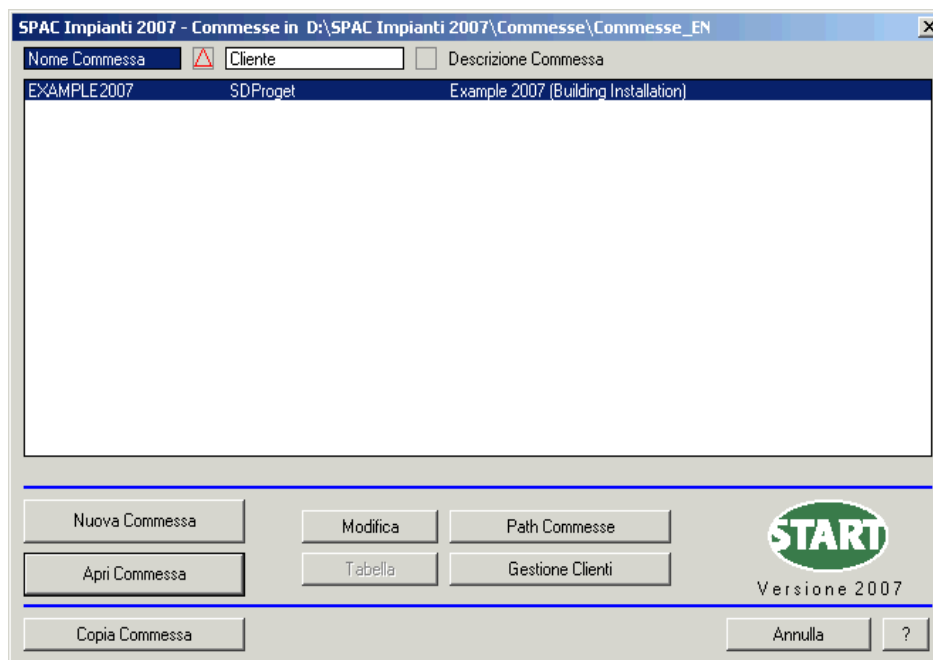 SPAC Impianti 2007 - Commesse in D:\SPAC Impianti 2007\Commesse\Commesse_EN
Nome Commessa Cliente Descrizione Commessa
EXAMPLE2007 SDProget Example 2007 (Building Installation)
Nuova Commessa Modifica Path Commesse
START
Apri Commessa Tabella Gestione Clienti
Versione 2007
Copia Commessa Annulla ?